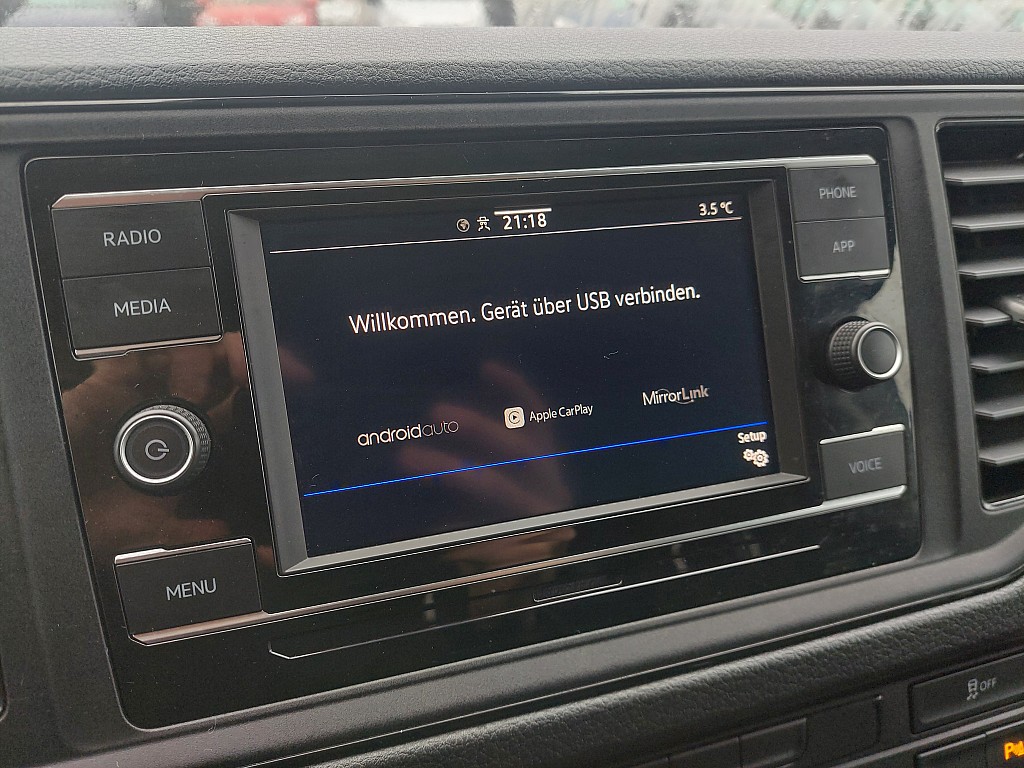 RADIO
MEDIA
MENU
21:18
3.5 °C
Willkommen. Gerät über USB verbinden.
androidauto
Apple CarPlay
MirrorLink
Setup
PHONE
APP
VOICE
OFF